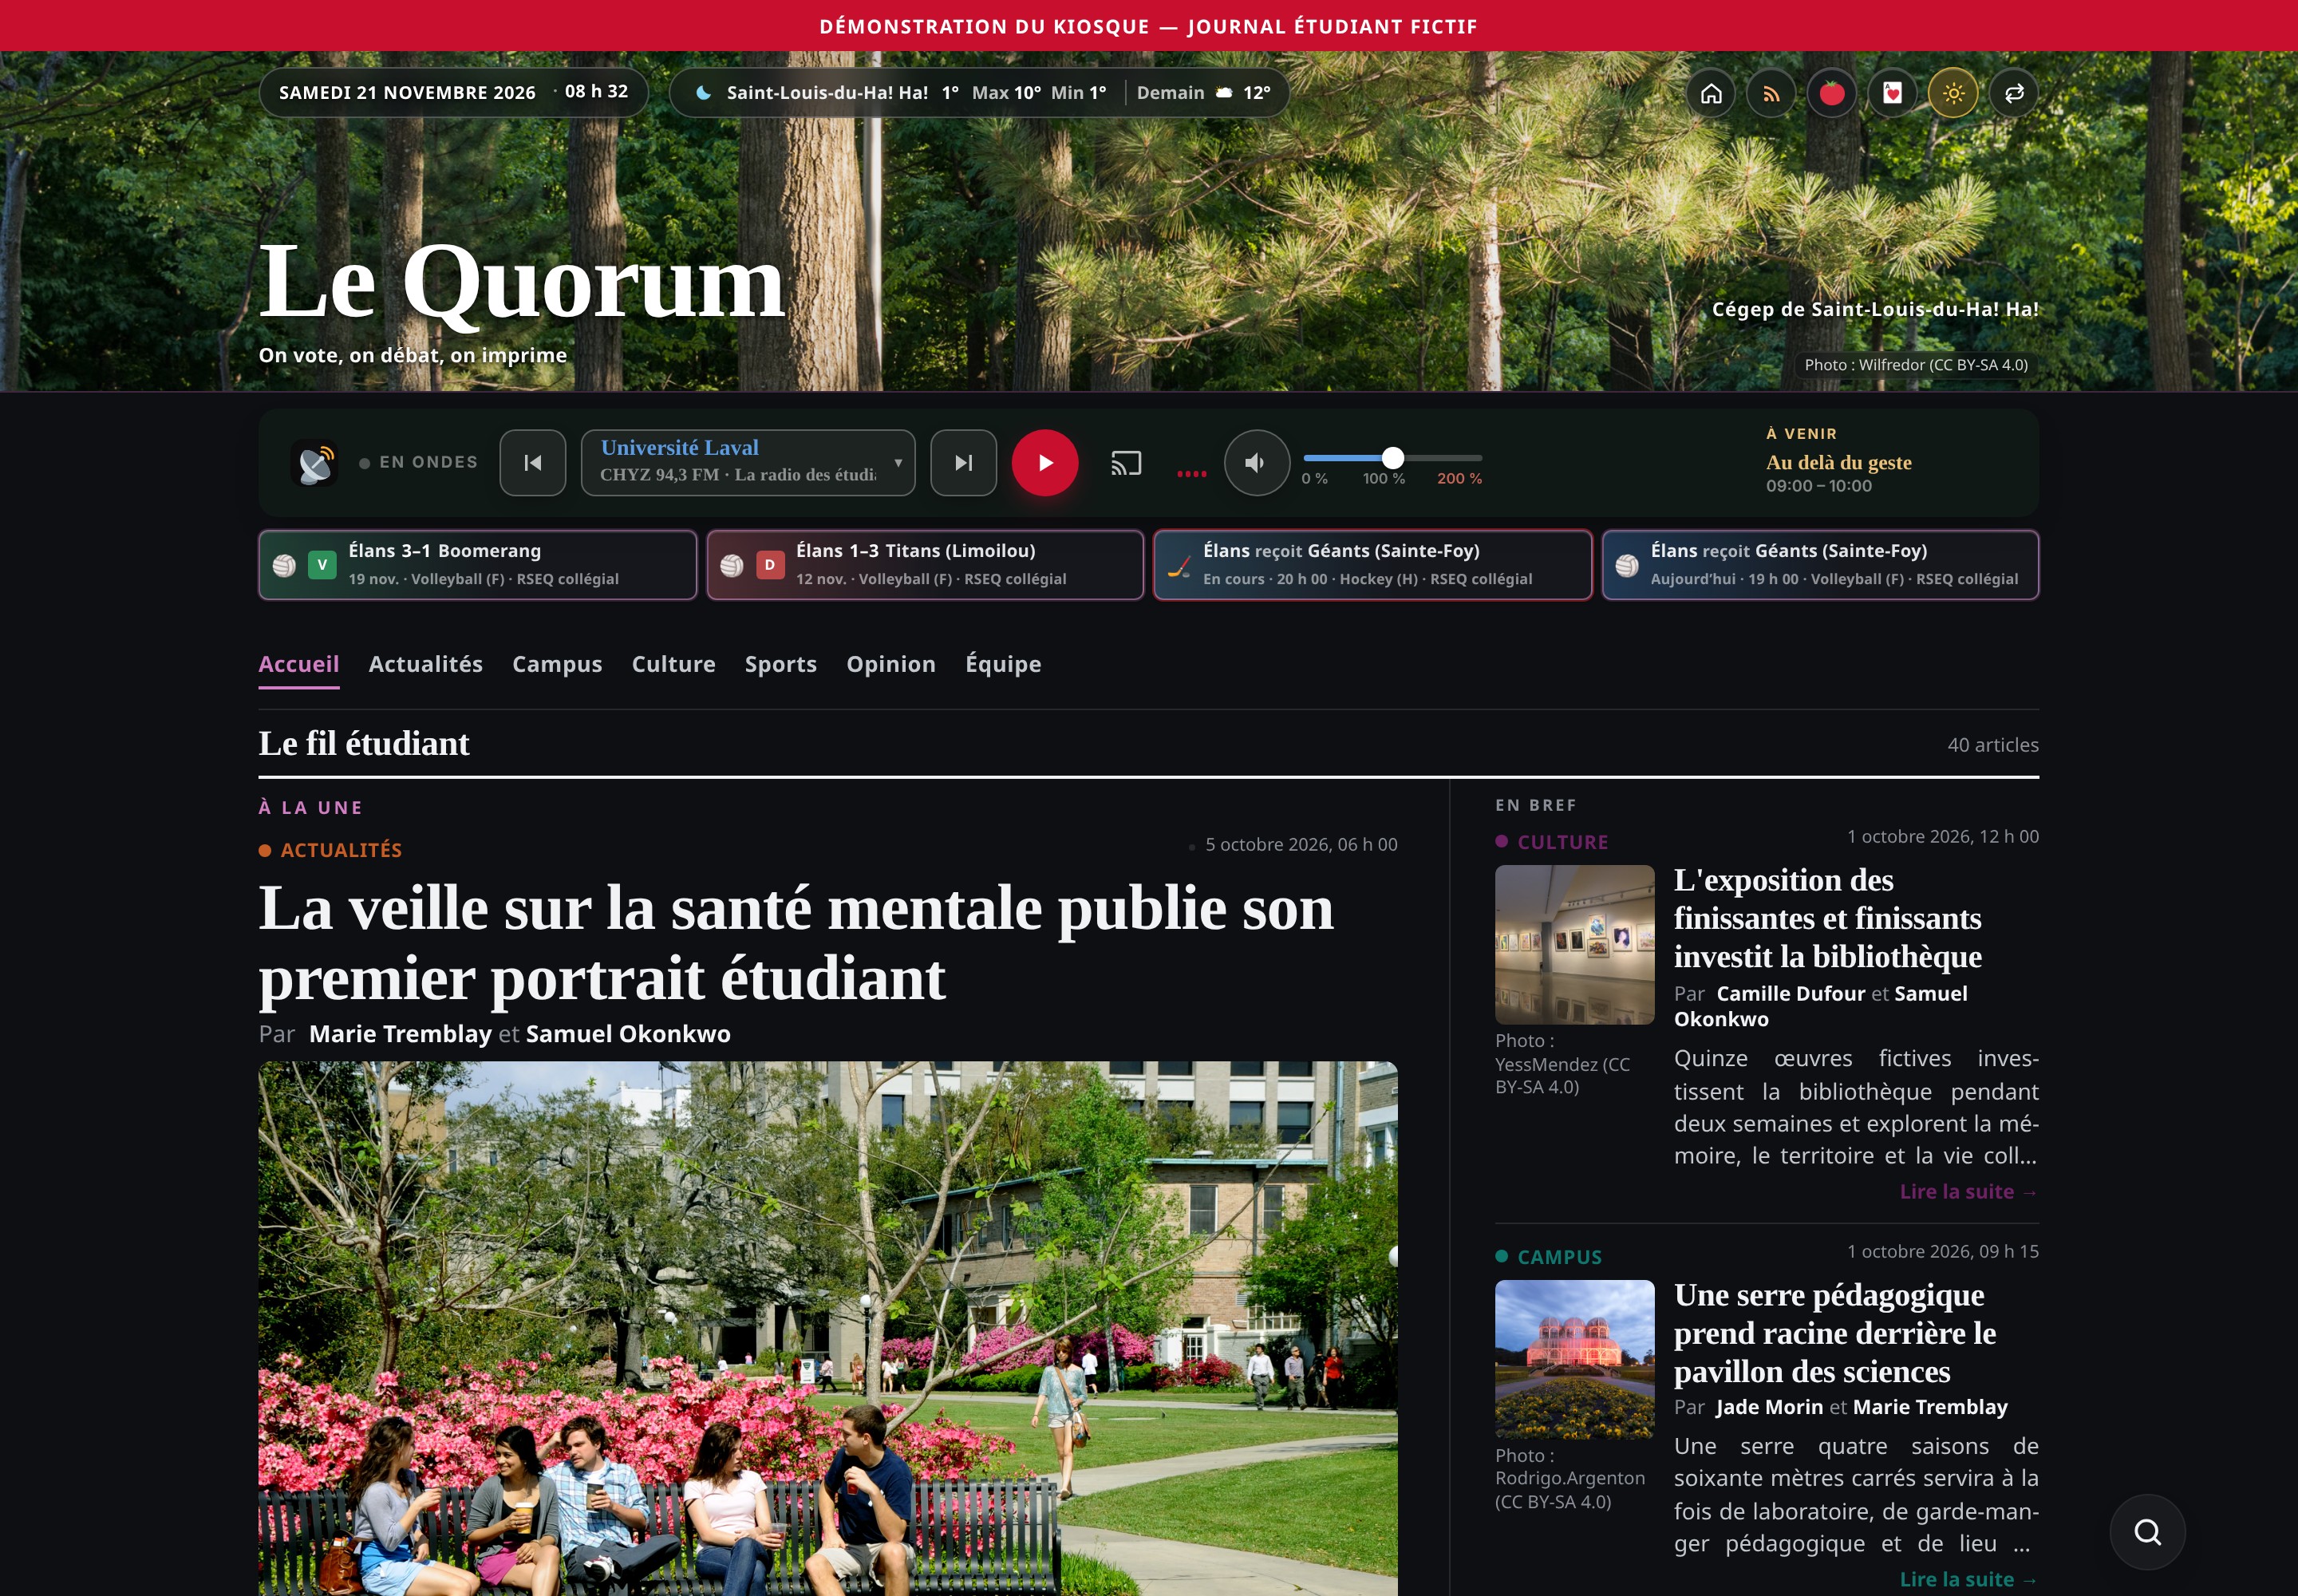 DÉMONSTRATION DU KIOSQUE — JOURNAL ÉTUDIANT FICTIF
SAMEDI 21 NOVEMBRE 2026 · 08 h 32
Saint-Louis-du-Ha! Ha! 1° Max 10° Min 1° Demain 12°
Le Quorum
On vote, on débat, on imprime
Cégep de Saint-Louis-du-Ha! Ha!
Photo : Wilfredor (CC BY-SA 4.0)
EN ONDES
Université Laval
CHYZ 94,3 FM · La radio des étudi
0 % 100 % 200 %
À VENIR
Au delà du geste
09:00 – 10:00
V
Élans 3–1 Boomerang
19 nov. · Volleyball (F) · RSEQ collégial
D
Élans 1–3 Titans (Limoilou)
12 nov. · Volleyball (F) · RSEQ collégial
Élans reçoit Géants (Sainte-Foy)
En cours · 20 h 00 · Hockey (H) · RSEQ collégial
Élans reçoit Géants (Sainte-Foy)
Aujourd'hui · 19 h 00 · Volleyball (F) · RSEQ collégial
Accueil Actualités Campus Culture Sports Opinion Équipe
Le fil étudiant
40 articles
À LA UNE
ACTUALITÉS
5 octobre 2026, 06 h 00
La veille sur la santé mentale publie son
premier portrait étudiant
Par Marie Tremblay et Samuel Okonkwo
EN BREF
CULTURE
1 octobre 2026, 12 h 00
L'exposition des
finissantes et finissants
investit la bibliothèque
Par Camille Dufour et Samuel
Okonkwo
Photo :
YessMendez (CC
BY-SA 4.0)
Quinze œuvres fictives inves-
tissent la bibliothèque pendant
deux semaines et explorent la mé-
moire, le territoire et la vie coll...
Lire la suite →
CAMPUS
1 octobre 2026, 09 h 15
Une serre pédagogique
prend racine derrière le
pavillon des sciences
Par Jade Morin et Marie Tremblay
Photo :
Rodrigo.Argenton
(CC BY-SA 4.0)
Une serre quatre saisons de
soixante mètres carrés servira à la
fois de laboratoire, de garde-man-
ger pédagogique et de lieu ...
Lire la suite →